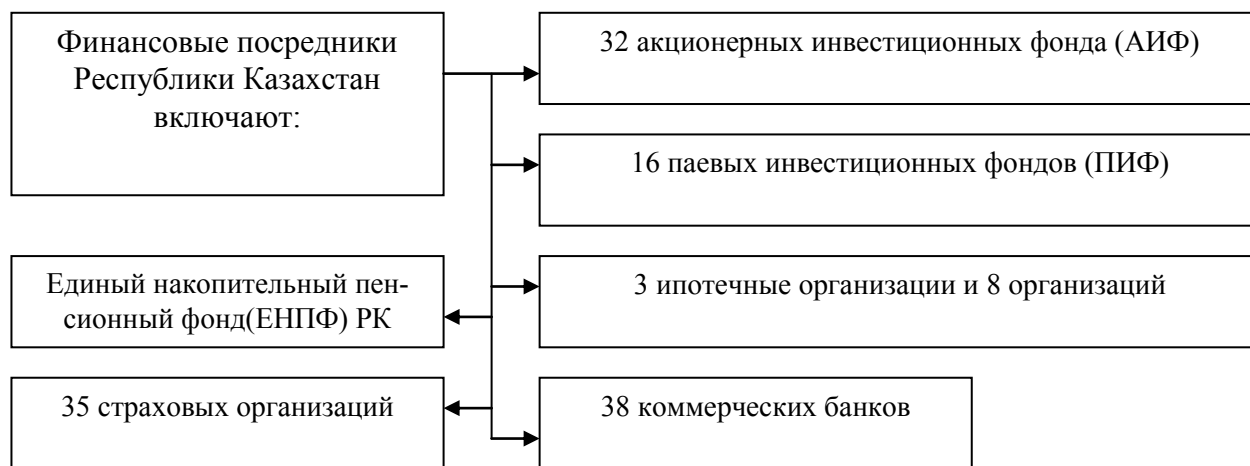 Финансовые посредники
Республики Казахстан
включают:
32 акционерных инвестиционных фонда (АИФ)
16 паевых инвестиционных фондов (ПИФ)
Единый накопительный пен-
сионный фонд(ЕНПФ) РК
3 ипотечные организации и 8 организаций
35 страховых организаций
38 коммерческих банков